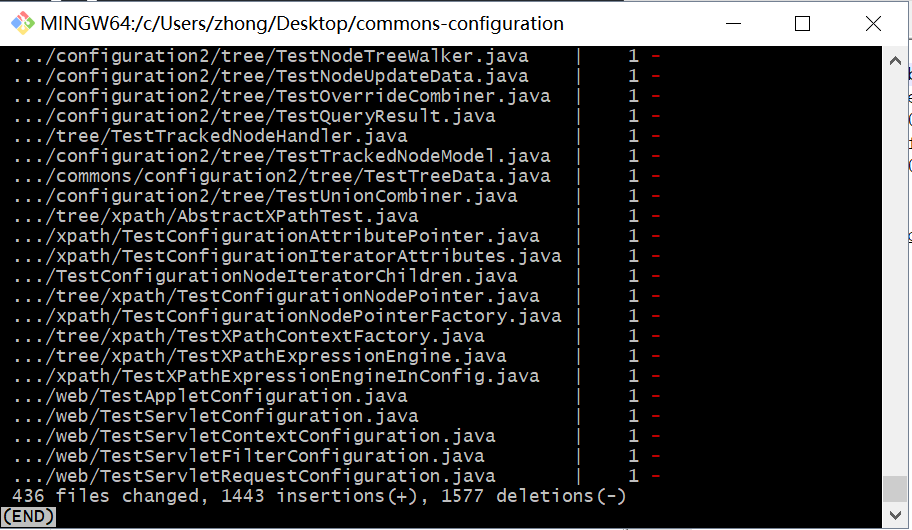 MINGW64:/c/Users/zhong/Desktop/commons-configuration
.../configuration2/tree/TestNodeTreeWalker.java | 1 -
.../configuration2/tree/TestNodeUpdateData.java | 1 -
.../configuration2/tree/TestOverrideCombiner.java | 1 -
.../configuration2/tree/TestQueryResult.java | 1 -
.../tree/TestTrackedNodeHandler.java | 1 -
.../configuration2/tree/TestTrackedNodeModel.java | 1 -
.../commons/configuration2/tree/TestTreeData.java | 1 -
.../configuration2/tree/TestUnionCombiner.java | 1 -
.../tree/xpath/AbstractXPathTest.java | 1 -
.../xpath/TestConfigurationAttributePointer.java | 1 -
.../xpath/TestConfigurationIteratorAttributes.java | 1 -
.../TestConfigurationNodeIteratorChildren.java | 1 -
.../tree/xpath/TestConfigurationNodePointer.java | 1 -
.../xpath/TestConfigurationNodePointerFactory.java | 1 -
.../tree/xpath/TestXPathContextFactory.java | 1 -
.../tree/xpath/TestXPathExpressionEngine.java | 1 -
.../xpath/TestXPathExpressionEngineInConfig.java | 1 -
.../web/TestAppletConfiguration.java | 1 -
.../web/TestServletConfiguration.java | 1 -
.../web/TestServletContextConfiguration.java | 1 -
.../web/TestServletFilterConfiguration.java | 1 -
.../web/TestServletRequestConfiguration.java | 1 -
436 files changed, 1443 insertions(+), 1577 deletions(-)
(END)